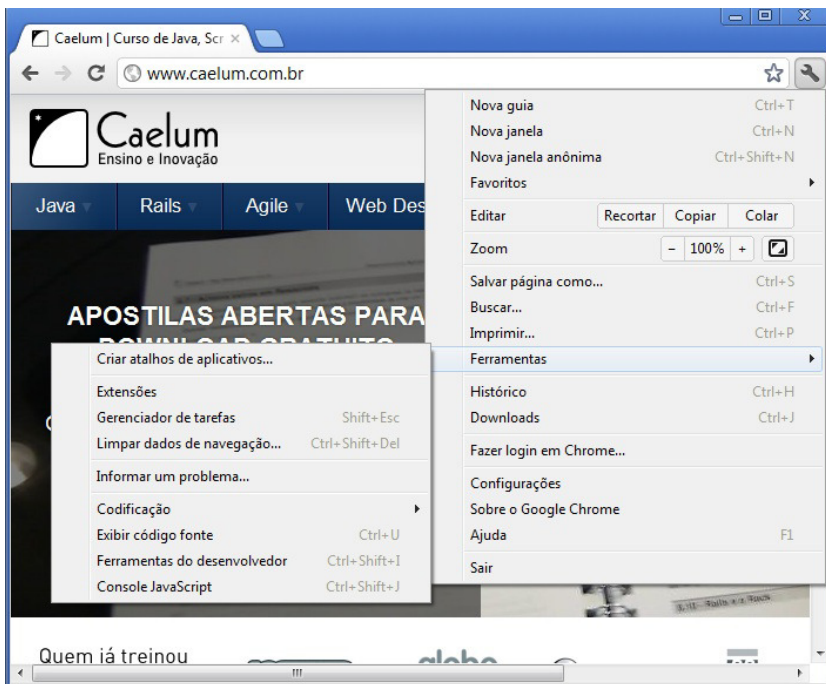 Caelum | Curso de Java, Scr
www.caelum.com.br
Caelum
Ensino e Inovação
Java
Rails
Agile
Web Des
APOSTILAS ABERTAS PARA
DOWNLOAD GRATUITO
Nova guia Ctrl+T
Nova janela Ctrl+N
Nova janela anônima Ctrl+Shift+N
Favoritos
Editar Recortar Copiar Colar
Zoom - 100% +
Salvar página como... Ctrl+S
Buscar... Ctrl+F
Imprimir... Ctrl+P
Ferramentas
Histórico Ctrl+H
Downloads Ctrl+J
Fazer login em Chrome...
Configurações
Sobre o Google Chrome
Ajuda F1
Sair
Criar atalhos de aplicativos...
Extensões
Gerenciador de tarefas Shift+Esc
Limpar dados de navegação... Ctrl+Shift+Del
Informar um problema...
Codificação
Exibir código fonte Ctrl+U
Ferramentas do desenvolvedor Ctrl+Shift+I
Console JavaScript Ctrl+Shift+J
Quem já treinou
globo